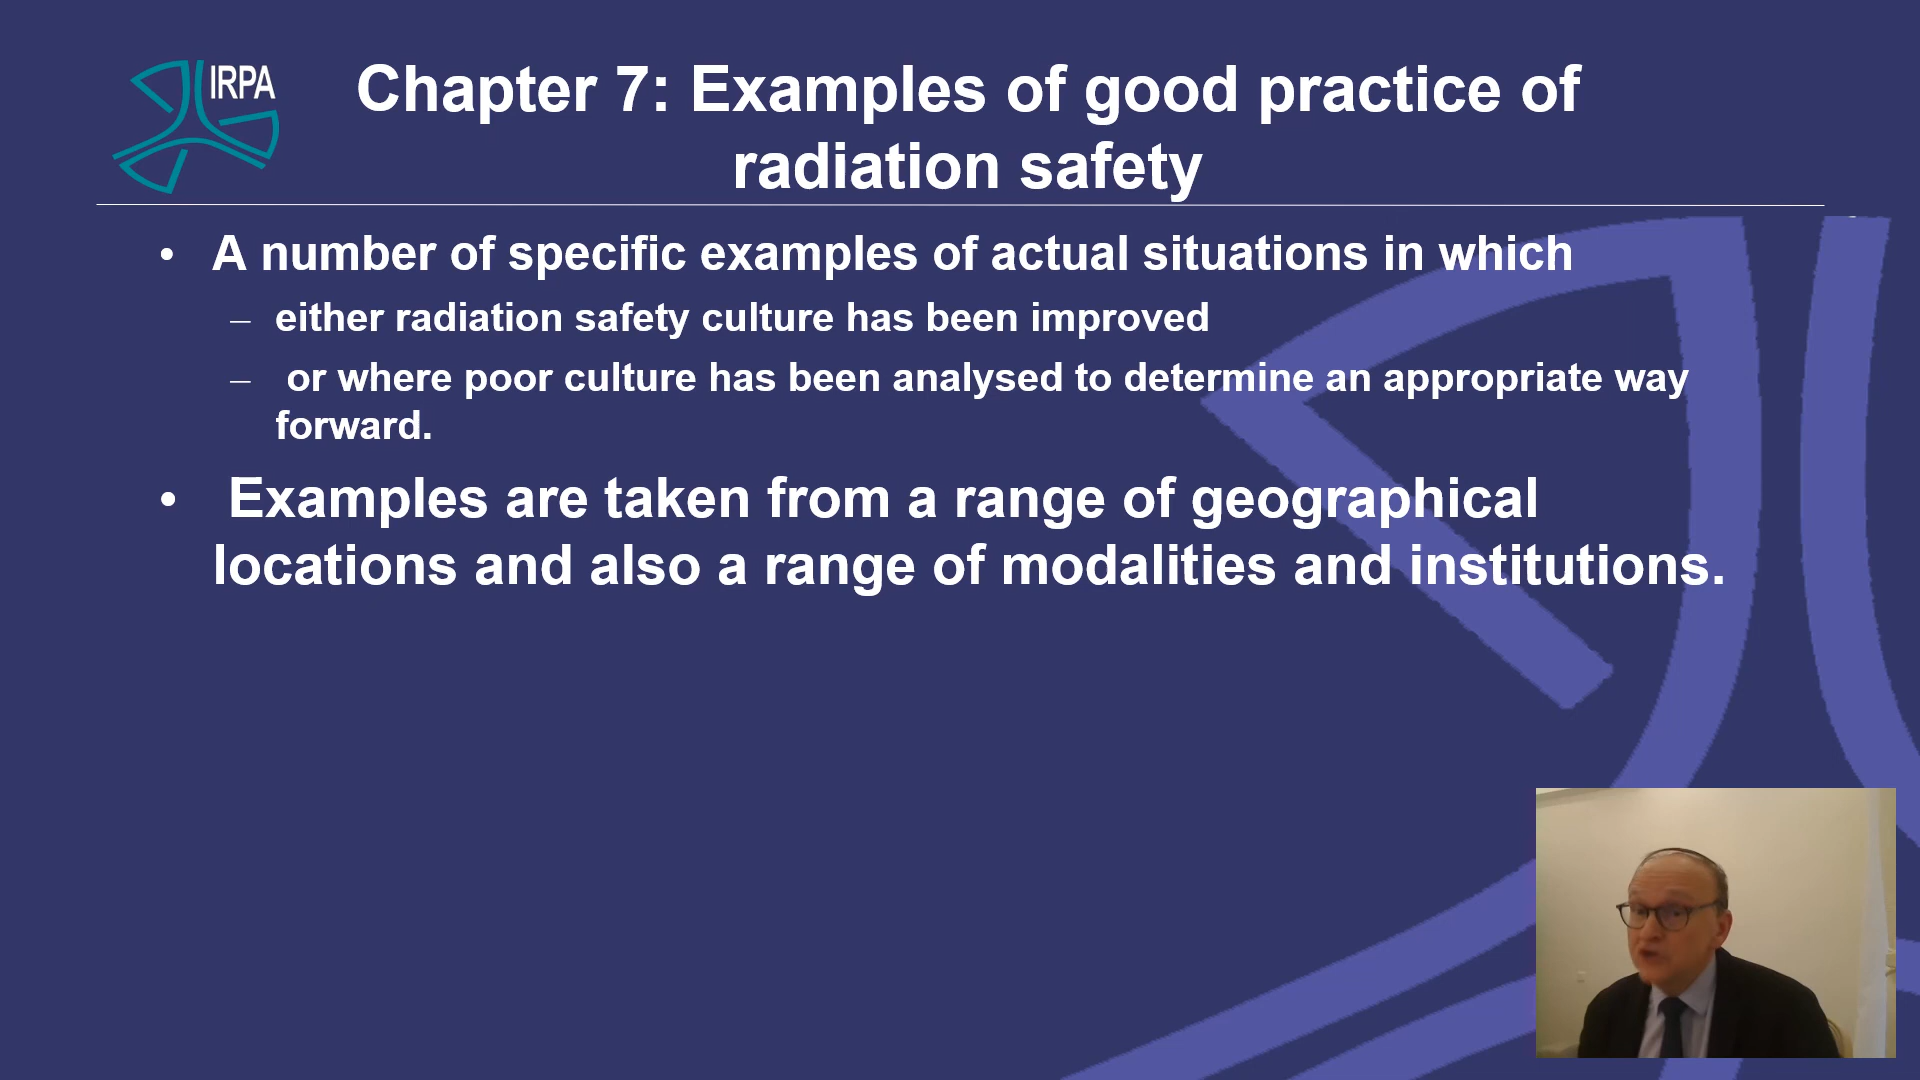 IRPA
Chapter 7: Examples of good practice of
radiation safety
• A number of specific examples of actual situations in which
– either radiation safety culture has been improved
– or where poor culture has been analysed to determine an appropriate way
forward.
• Examples are taken from a range of geographical
locations and also a range of modalities and institutions.